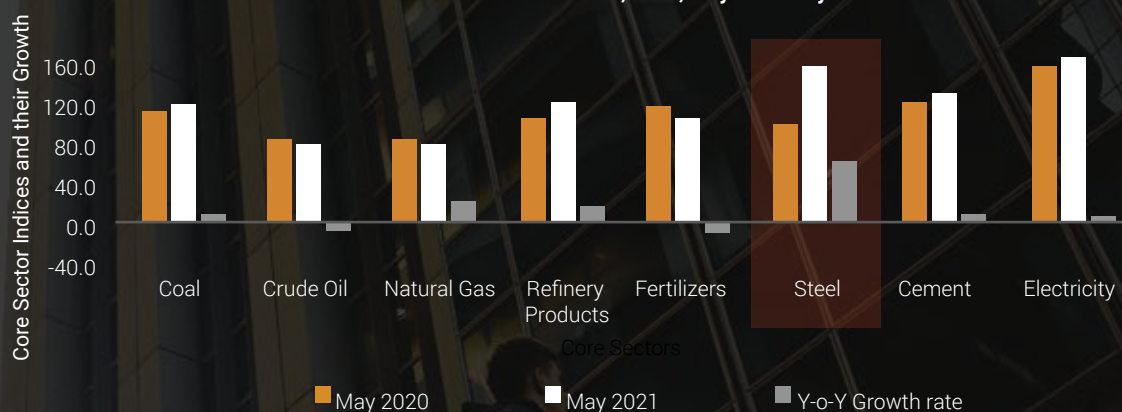 Core Sector Indices and their Growth
160.0
120.0
80.0
40.0
0.0
-40.0
Coal
Crude Oil
Natural Gas
Refinery
Products
Fertilizers
Steel
Cement
Electricity
Core Sectors
May 2020
May 2021
Y-o-Y Growth rate